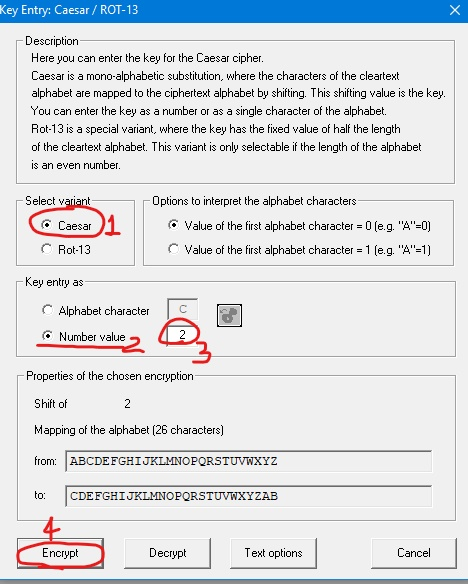 Key Entry: Caesar / ROT-13
Description
Here you can enter the key for the Caesar cipher.
Caesar is a mono-alphabetic substitution, where the characters of the cleartext
alphabet are mapped to the ciphertext alphabet by shifting. This shifting value is the key.
You can enter the key as a number or as a single character of the alphabet.
Rot-13 is a special variant, where the key has the fixed value of half the length
of the cleartext alphabet. This variant is only selectable if the length of the alphabet
is an even number.
Select variant
Caesar 1
Rot-13
Options to interpret the alphabet characters
Value of the first alphabet character = 0 (e.g. "A"=0)
Value of the first alphabet character = 1 (e.g. "A"=1)
Key entry as
Alphabet character C
Number value 2 2 3
Properties of the chosen encryption
Shift of 2
Mapping of the alphabet (26 characters)
from: ABCDEFGHIJKLMNOPQRSTUVWXYZ
to: CDEFGHIJKLMNOPQRSTUVWXYZAB
4
Encrypt Decrypt Text options Cancel